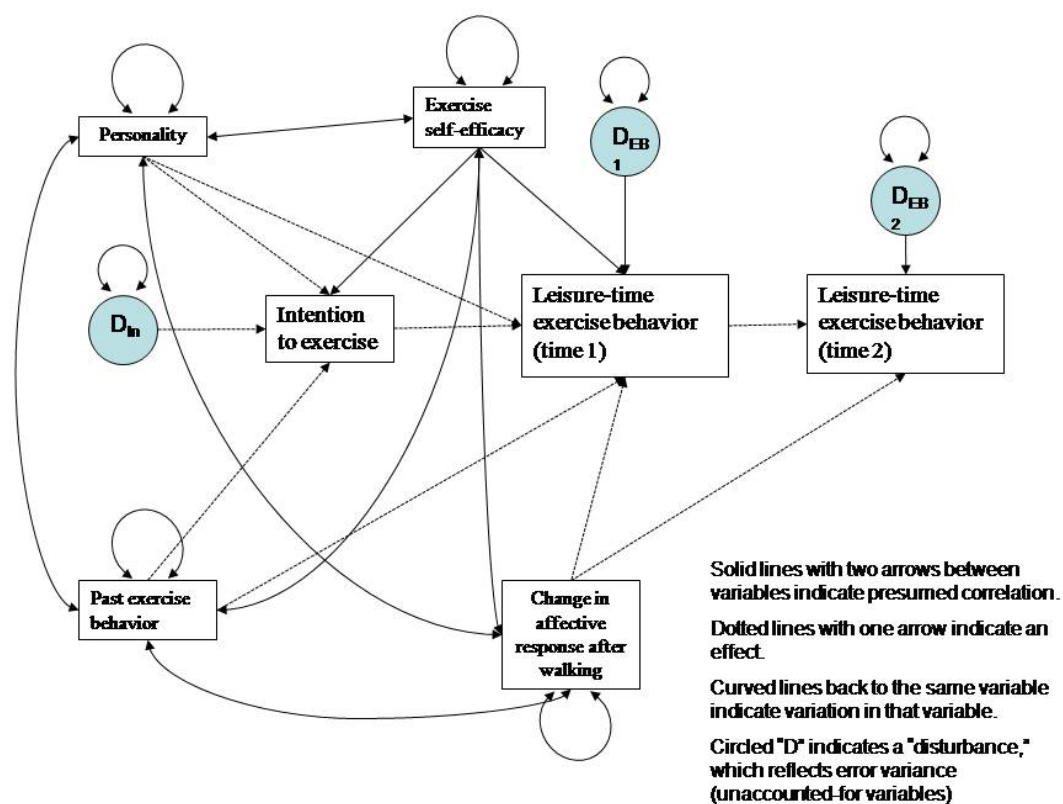 Exercise
self-efficacy
Personality
D EB
1
D EB
2
D In
Intention
to exercise
Leisure-time
exercise behavior
(time 1)
Leisure-time
exercise behavior
(time 2)
Past exercise
behavior
Change in
affective
response after
walking
Solid lines with two arrows between
variables indicate presumed correlation.
Dotted lines with one arrow indicate an
effect.
Curved lines back to the same variable
indicate variation in that variable.
Circled "D" indicates a "disturbance,"
which reflects error variance
(unaccounted-for variables)